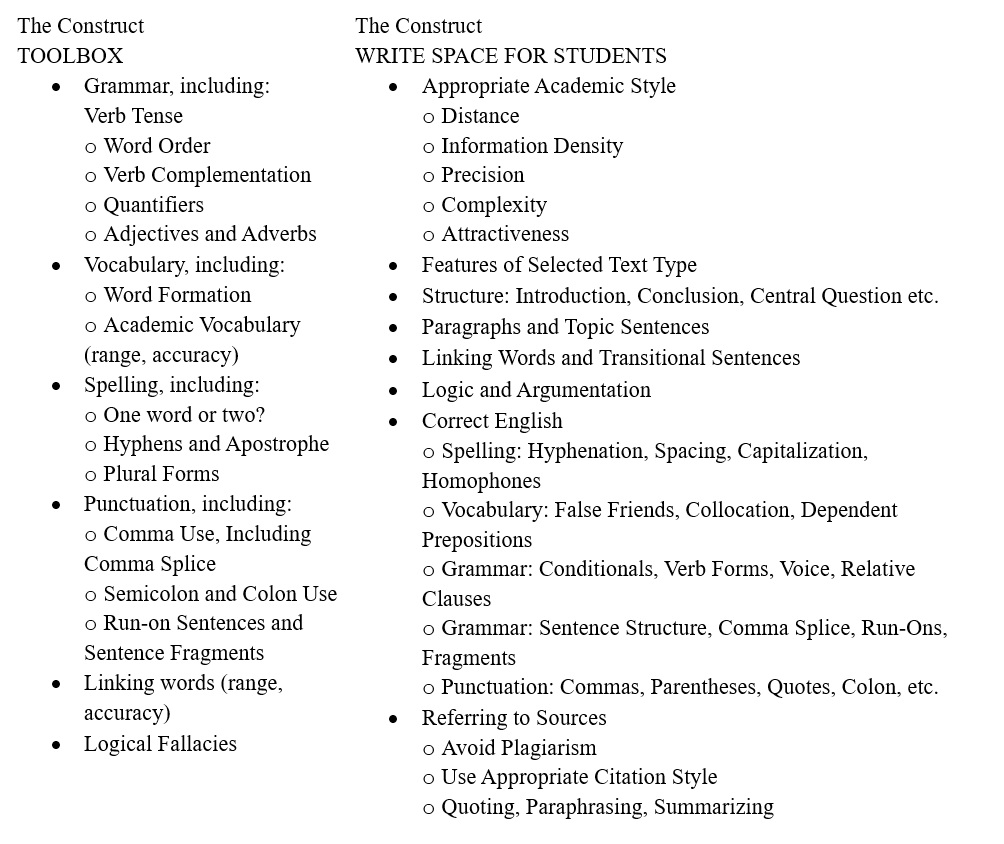 The Construct
TOOLBOX
• Grammar, including:
Verb Tense
o Word Order
o Verb Complementation
o Quantifiers
o Adjectives and Adverbs
• Vocabulary, including:
o Word Formation
o Academic Vocabulary
(range, accuracy)
• Spelling, including:
o One word or two?
o Hyphens and Apostrophe
o Plural Forms
• Punctuation, including:
o Comma Use, Including
Comma Splice
o Semicolon and Colon Use
o Run-on Sentences and
Sentence Fragments
• Linking words (range,
accuracy)
• Logical Fallacies
The Construct
WRITE SPACE FOR STUDENTS
• Appropriate Academic Style
o Distance
o Information Density
o Precision
o Complexity
o Attractiveness
• Features of Selected Text Type
• Structure: Introduction, Conclusion, Central Question etc.
• Paragraphs and Topic Sentences
• Linking Words and Transitional Sentences
• Logic and Argumentation
• Correct English
o Spelling: Hyphenation, Spacing, Capitalization,
Homophones
o Vocabulary: False Friends, Collocation, Dependent
Prepositions
o Grammar: Conditionals, Verb Forms, Voice, Relative
Clauses
o Grammar: Sentence Structure, Comma Splice, Run-Ons,
Fragments
o Punctuation: Commas, Parentheses, Quotes, Colon, etc.
• Referring to Sources
o Avoid Plagiarism
o Use Appropriate Citation Style
o Quoting, Paraphrasing, Summarizing